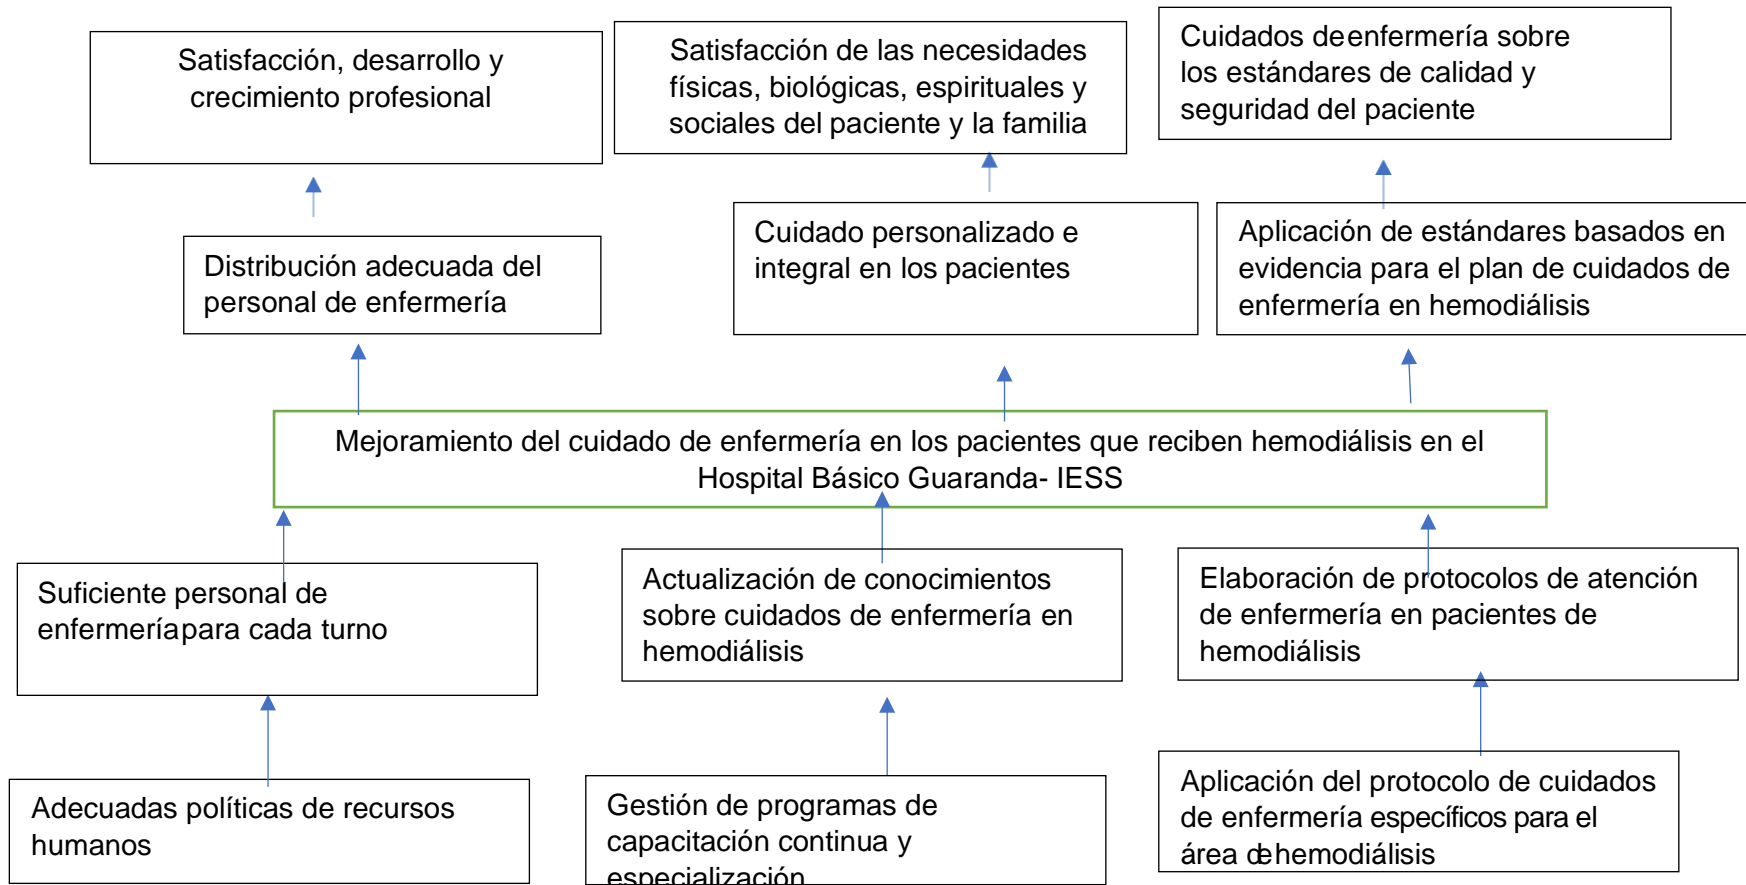 Satisfacción, desarrollo y
crecimiento profesional
Satisfacción de las necesidades
físicas, biológicas, espirituales y
sociales del paciente y la familia
Cuidados de enfermería sobre
los estándares de calidad y
seguridad del paciente
Distribución adecuada del
personal de enfermería
Cuidado personalizado e
integral en los pacientes
Aplicación de estándares basados en
evidencia para el plan de cuidados de
enfermería en hemodiálisis
Mejoramiento del cuidado de enfermería en los pacientes que reciben hemodiálisis en el
Hospital Básico Guaranda- IESS
Suficiente personal de
enfermería para cada turno
Actualización de conocimientos
sobre cuidados de enfermería en
hemodiálisis
Elaboración de protocolos de atención
de enfermería en pacientes de
hemodiálisis
Adecuadas políticas de recursos
humanos
Gestión de programas de
capacitación continua y
especialización
Aplicación del protocolo de cuidados
de enfermería específicos para el
área de hemodiálisis